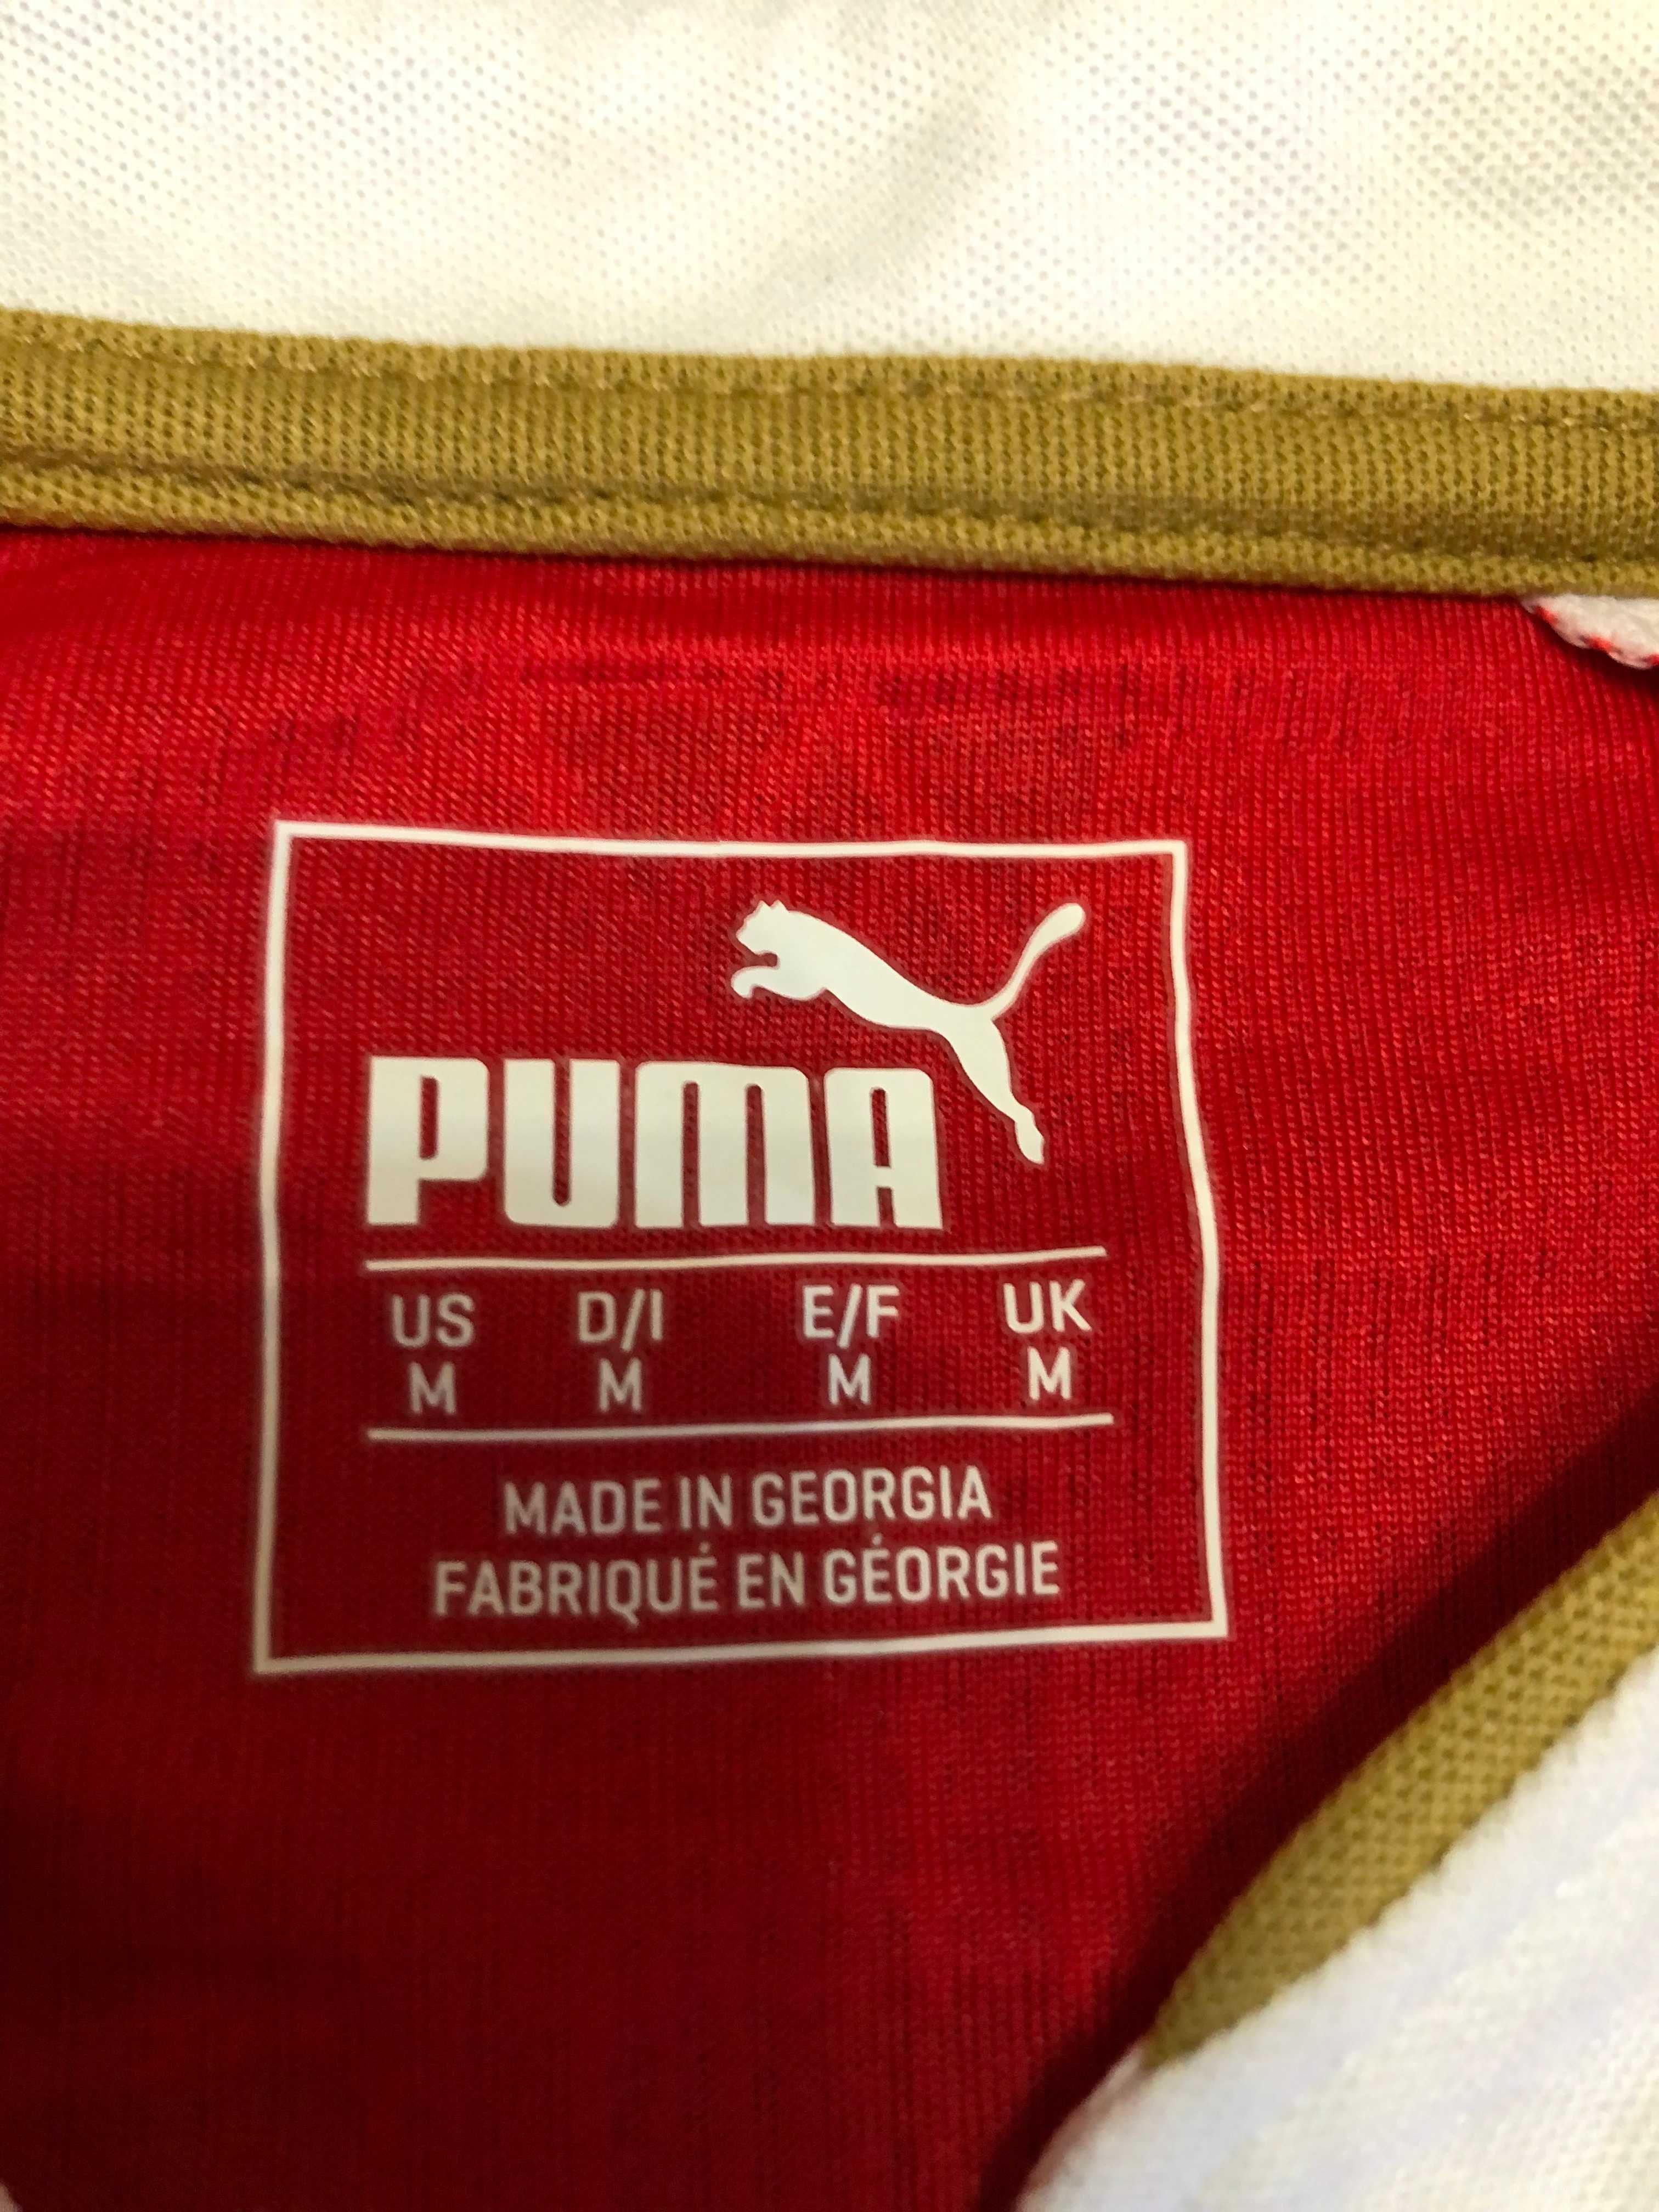 PUMA
US D/I E/F UK
M M M M
MADE IN GEORGIA
FABRIQUÉ EN GÉORGIE